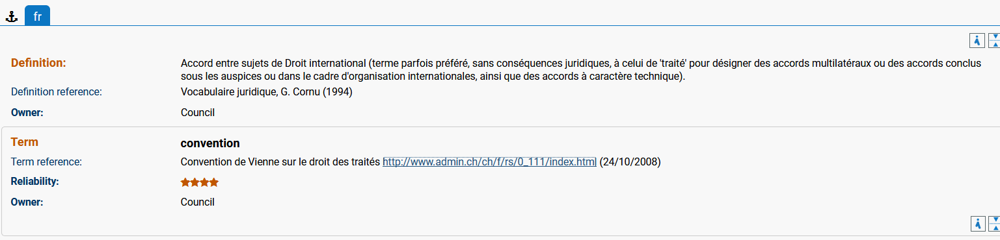 fr
Definition: Accord entre sujets de Droit international (terme parfois préféré, sans conséquences juridiques, à celui de 'traité' pour désigner des accords multilatéraux ou des accords conclus
sous les auspices ou dans le cadre d'organisation internationales, ainsi que des accords à caractère technique).
Definition reference: Vocabulaire juridique, G. Cornu (1994)
Owner: Council
Term convention
Term reference: Convention de Vienne sur le droit des traités http://www.admin.ch/ch/f/rs/0_111/index.html (24/10/2008)
Reliability:
Owner: Council